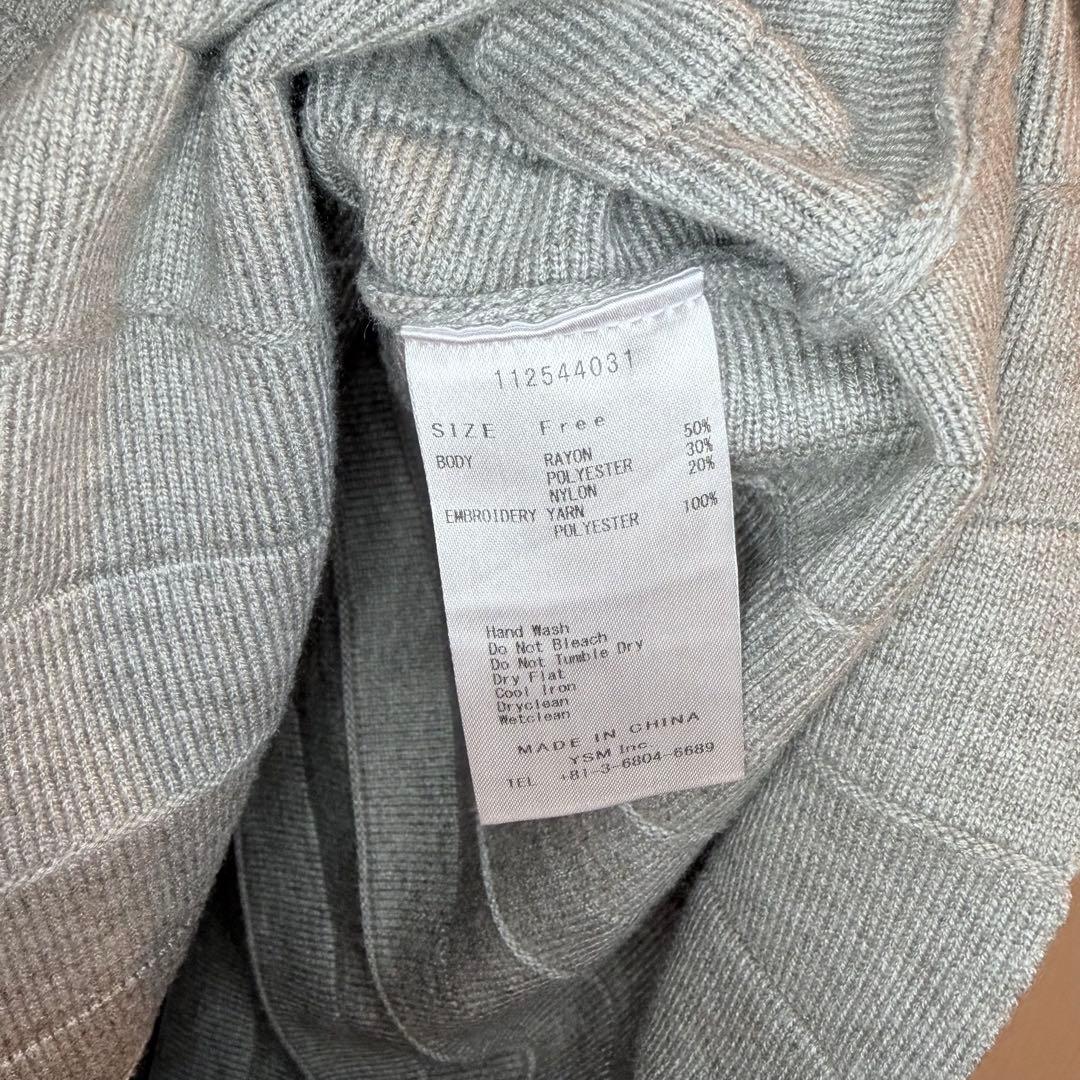 112544031
SIZE Free
BODY RAYON 50%
POLYESTER 30%
NYLON 20%
EMBROIDERY YARN
POLYESTER 100%
Hand Wash
Do Not Bleach
Do Not Tumble Dry
Dry Flat
Cool Iron
Dryclean
Wetclean
MADE IN CHINA
YSM Inc
TEL +81-3-6804-6689